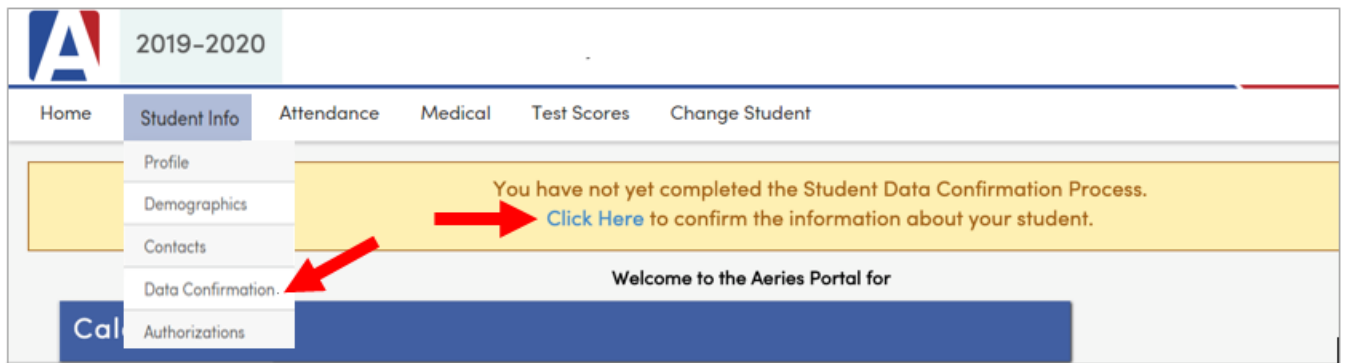 2019-2020
Home Student Info Attendance Medical Test Scores Change Student
Profile
Demographics
Contacts
Data Confirmation
Authorizations
You have not yet completed the Student Data Confirmation Process.
Click Here to confirm the information about your student.
Welcome to the Aeries Portal for
Cal